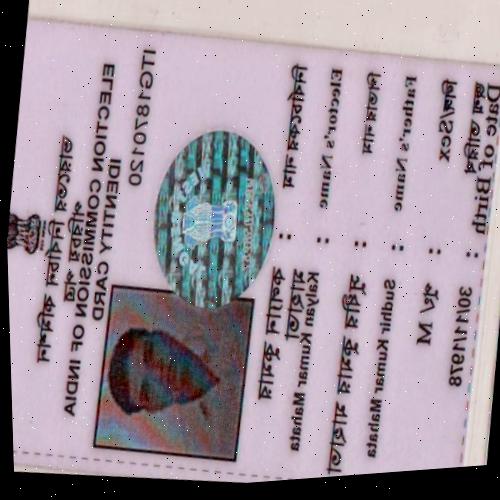 ভারতের নির্বাচন কমিশন
পরিচয় পত্র
ELECTION COMMISSION OF INDIA
IDENTITY CARD
ITG1870120
নির্বাচকের নাম : কল্যান কুমার
মাহাতো
Elector's Name : Kalyan Kumar Mahata
পিতার নাম : সুধীর কুমার মাহাতো
Father's Name : Sudhir Kumar Mahata
লিঙ্গ/Sex : পুং/ M
জন্ম তারিখ
Date of Birth : 30/11/1978